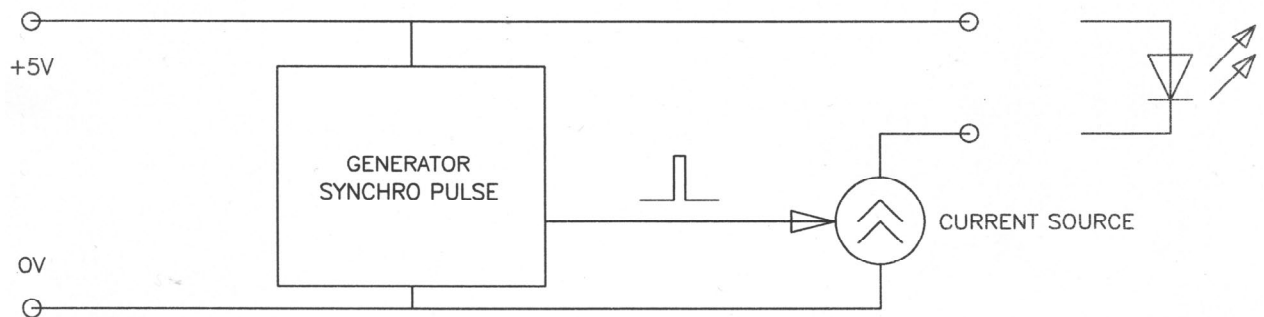 +5V
GENERATOR
SYNCHRO PULSE
CURRENT SOURCE
0V